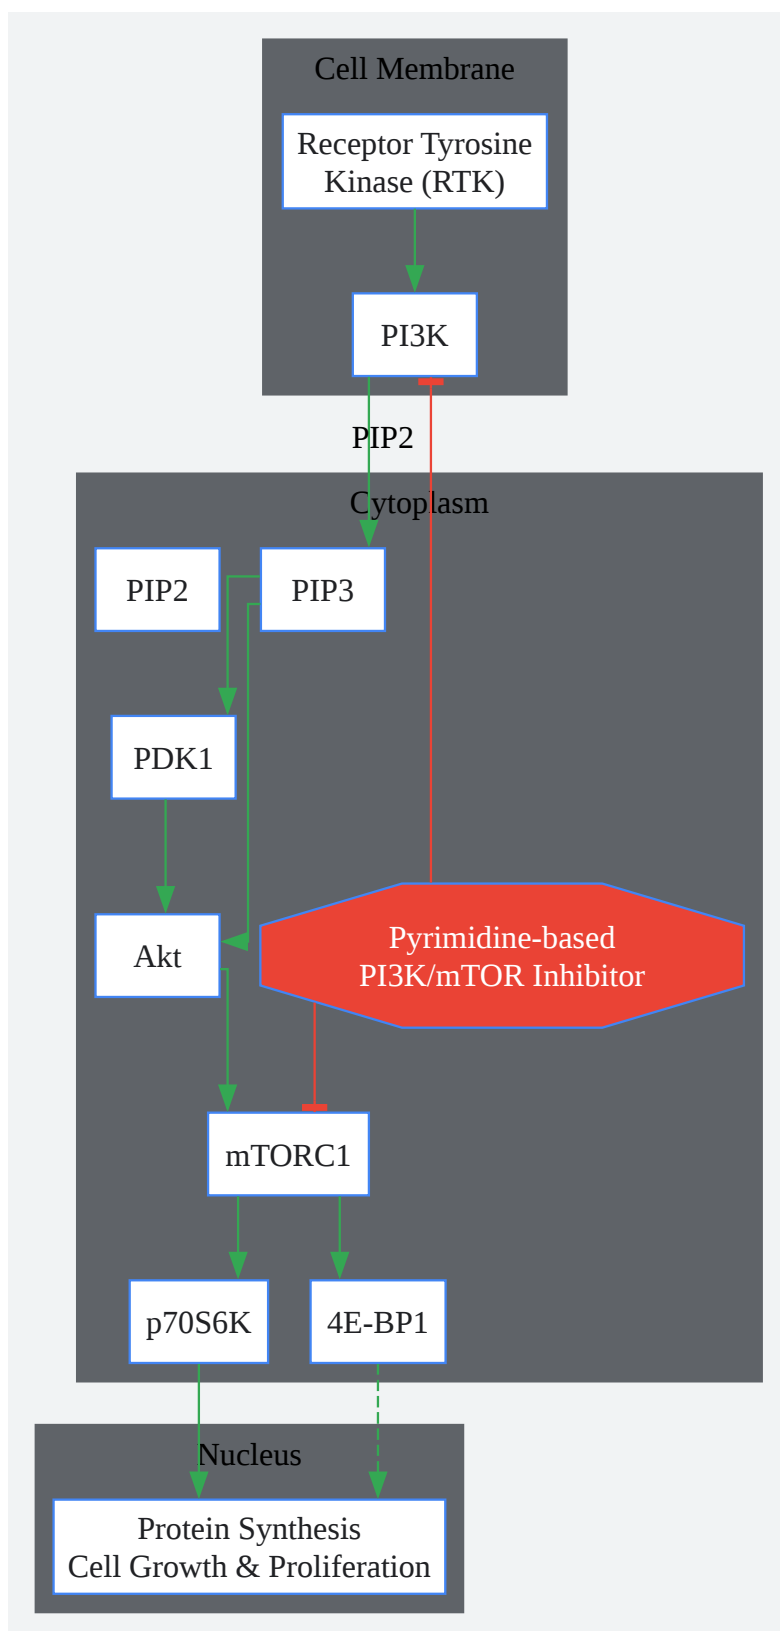 Cell Membrane
Receptor Tyrosine
Kinase (RTK)
PI3K
PIP2
Cytoplasm
PIP2
PIP3
PDK1
Akt
Pyrimidine-based
PI3K/mTOR Inhibitor
mTORC1
p70S6K
4E-BP1
Nucleus
Protein Synthesis
Cell Growth & Proliferation